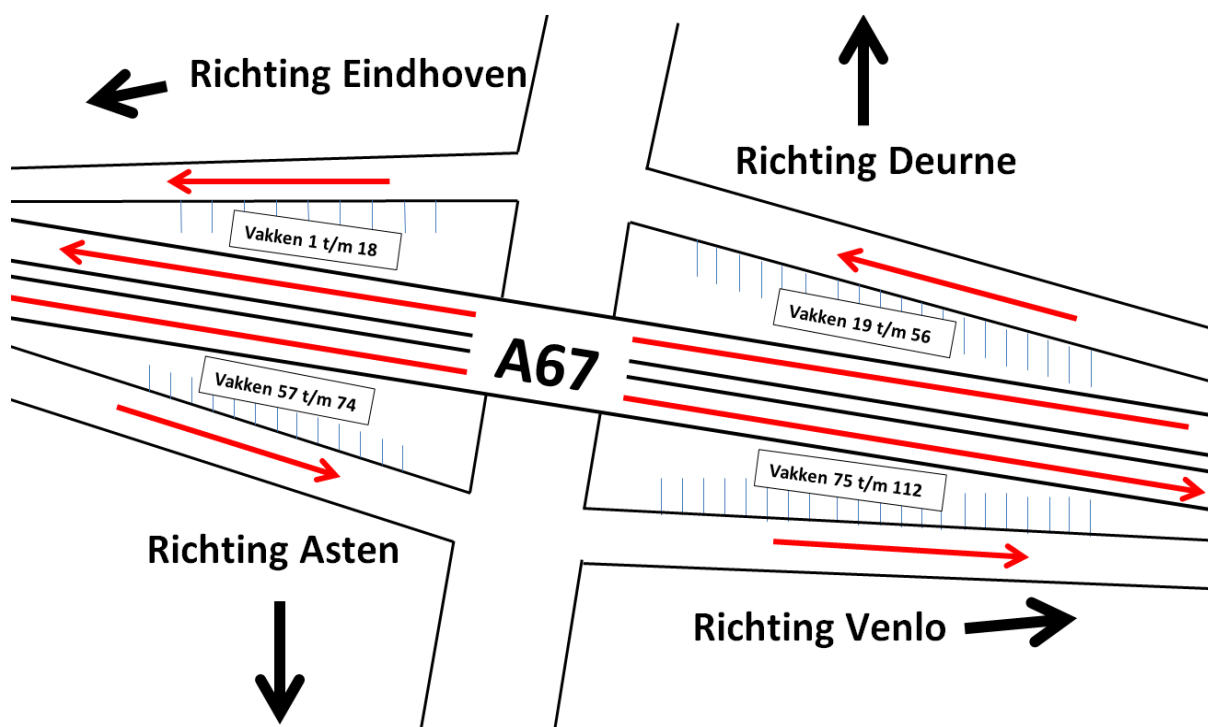 Richting Eindhoven
Richting Deurne
Vakken 1 t/m 18
Vakken 19 t/m 56
A67
Vakken 57 t/m 74
Vakken 75 t/m 112
Richting Asten
Richting Venlo